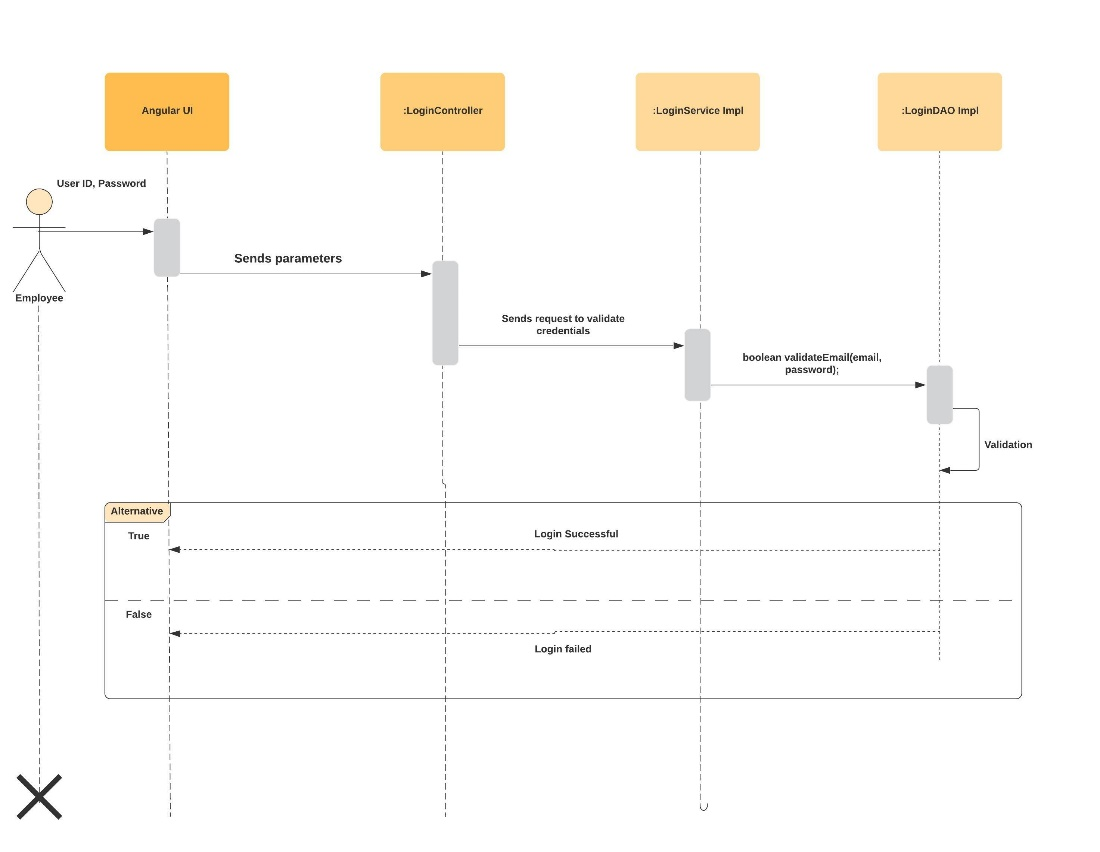 Angular UI
:LoginController
:LoginService Impl
:LoginDAO Impl
User ID, Password
Employee
Sends parameters
Sends request to validate
credentials
boolean validateEmail(email,
password);
Validation
Alternative
True
Login Successful
False
Login failed